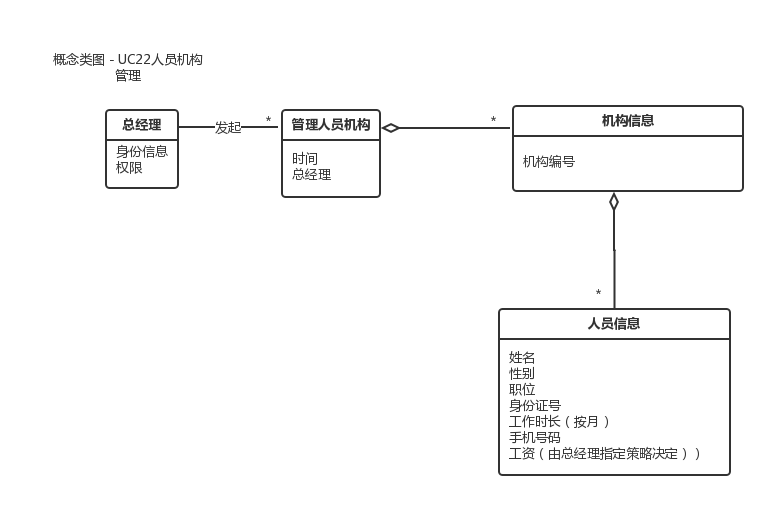 概念类图 - UC22人员机构
管理
总经理
身份信息
权限
发起
*
管理人员机构
时间
总经理
*
机构信息
机构编号
*
人员信息
姓名
性别
职位
身份证号
工作时长（按月）
手机号码
工资（由总经理指定策略决定））